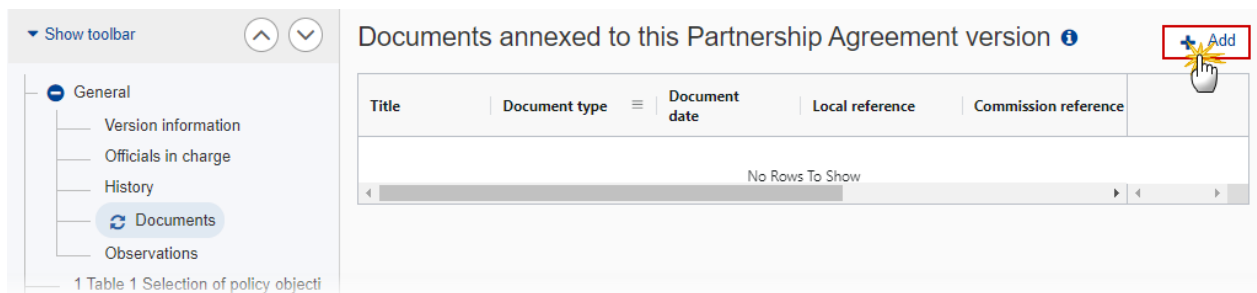 Show toolbar
General
Version information
Officials in charge
History
Documents
Observations
1 Table 1 Selection of policy objecti
Documents annexed to this Partnership Agreement version
Add
Title Document type Document date Local reference Commission reference
No Rows To Show